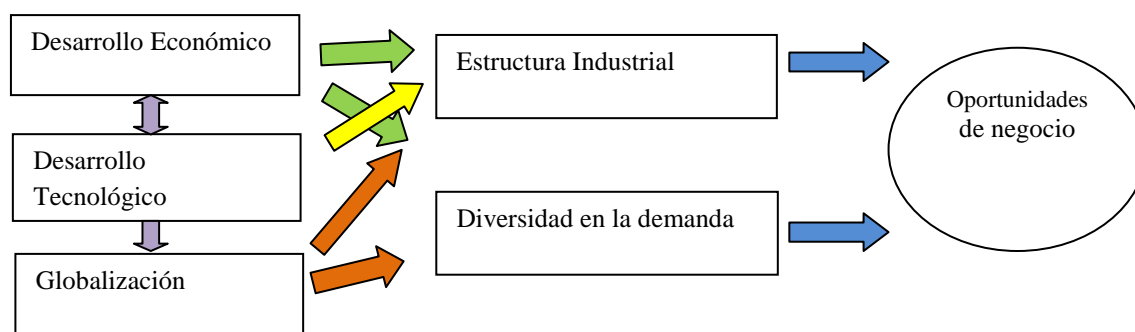 Desarrollo Económico
Estructura Industrial
Oportunidades
de negocio
Desarrollo
Tecnológico
Diversidad en la demanda
Globalización